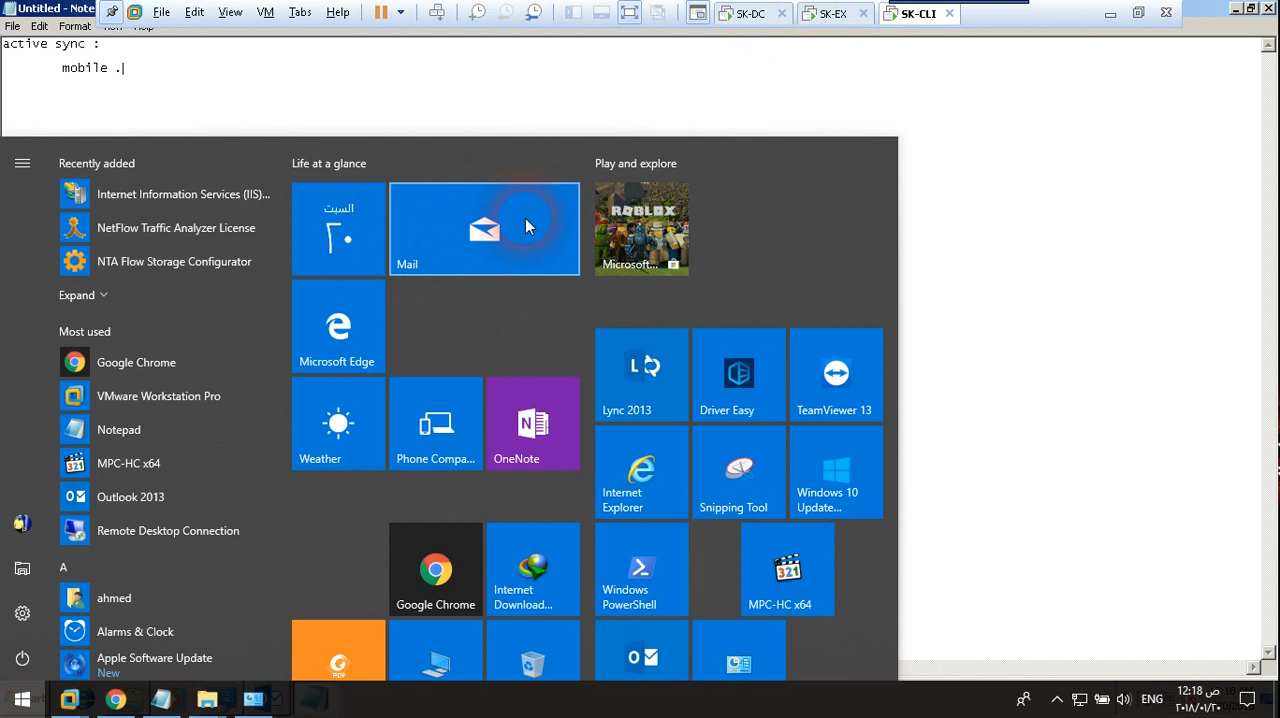 Untitled - Note
File Edit View VM Tabs Help
SK-DC
SK-EX
SK-CLI
File Edit Format
active sync :
mobile .
Recently added
Internet Information Services (IIS)...
NetFlow Traffic Analyzer License
NTA Flow Storage Configurator
Expand
Most used
Google Chrome
VMware Workstation Pro
Notepad
MPC-HC x64
Outlook 2013
Remote Desktop Connection
A
ahmed
Alarms & Clock
Apple Software Update
New
Life at a glance
السبت
٢٠
Mail
Microsoft Edge
Weather
Phone Compa...
OneNote
Google Chrome
Internet
Download...
PDF
Play and explore
ROBLOX
Microsoft...
Lync 2013
Driver Easy
TeamViewer 13
Internet
Explorer
Snipping Tool
Windows 10
Update...
Windows
PowerShell
MPC-HC x64
ENG
12:18 ص
٢٠١٨/٠١/٢٠